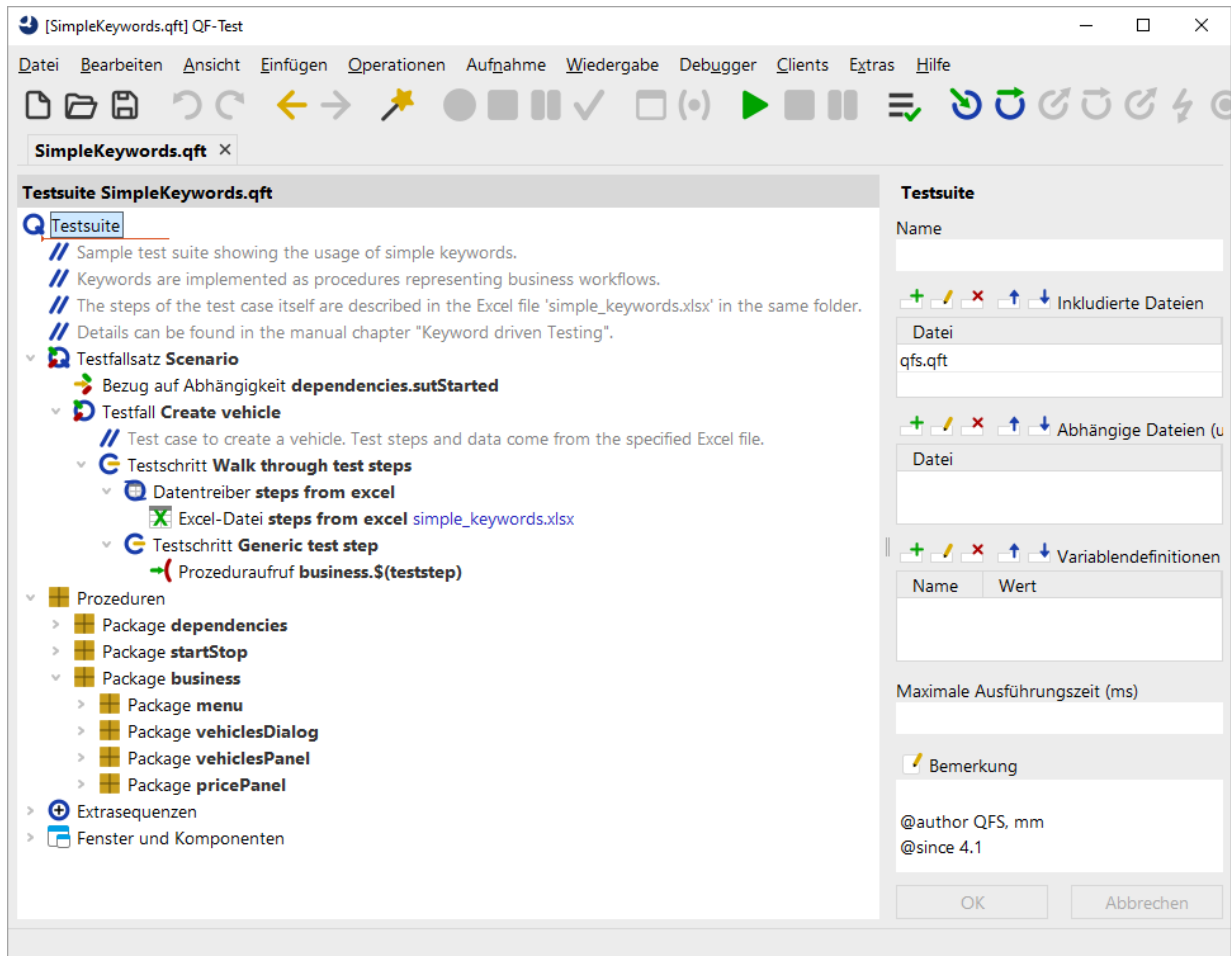 [SimpleKeywords.qft] QF-Test
Datei Bearbeiten Ansicht Einfügen Operationen Aufnahme Wiedergabe Debugger Clients Extras Hilfe
SimpleKeywords.qft
Testsuite SimpleKeywords.qft
Testsuite
// Sample test suite showing the usage of simple keywords.
// Keywords are implemented as procedures representing business workflows.
// The steps of the test case itself are described in the Excel file 'simple_keywords.xlsx' in the same folder.
// Details can be found in the manual chapter "Keyword driven Testing".
Testfallsatz Scenario
Bezug auf Abhängigkeit dependencies.sutStarted
Testfall Create vehicle
// Test case to create a vehicle. Test steps and data come from the specified Excel file.
Testschritt Walk through test steps
Datentreiber steps from excel
Excel-Datei steps from excel simple_keywords.xlsx
Testschritt Generic test step
Prozeduraufruf business.$(teststep)
Prozeduren
Package dependencies
Package startStop
Package business
Package menu
Package vehiclesDialog
Package vehiclesPanel
Package pricePanel
Extrasequenzen
Fenster und Komponenten
Testsuite
Name
Inkludierte Dateien
Datei
qfs.qft
Abhängige Dateien (u
Datei
Variablendefinitionen
Name Wert
Maximale Ausführungszeit (ms)
Bemerkung
@author QFS, mm
@since 4.1
OK Abbrechen